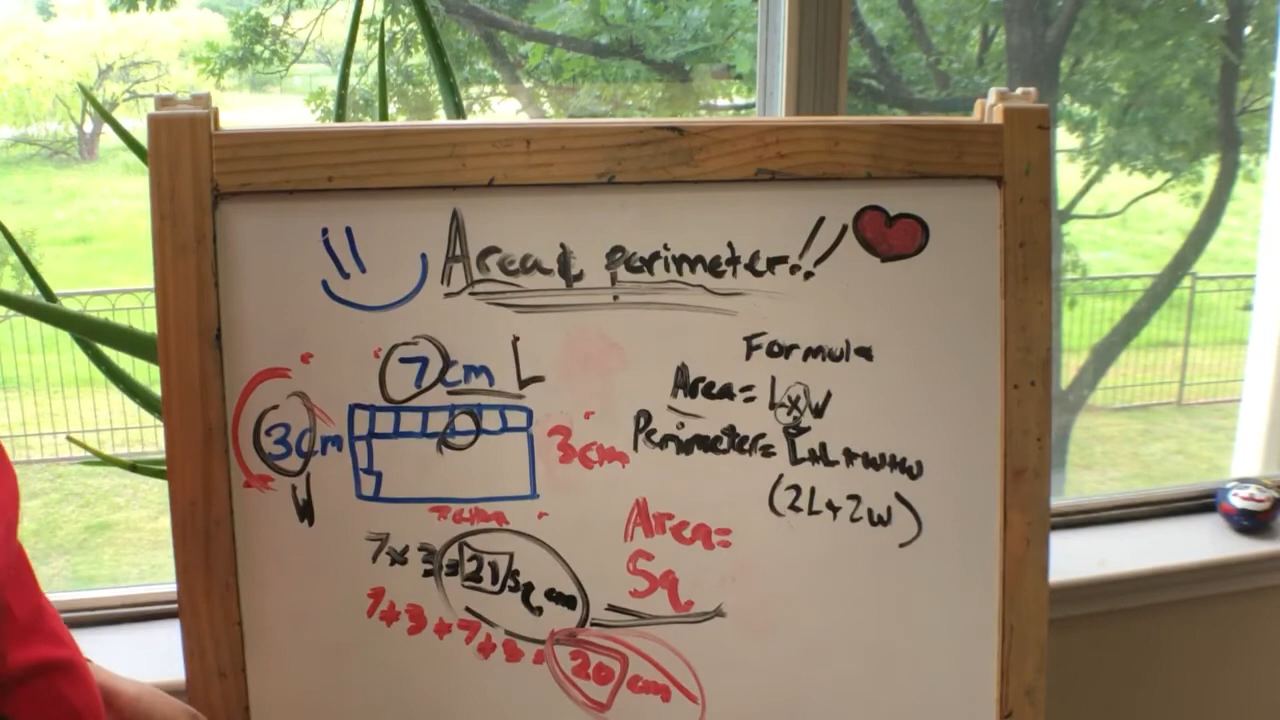 Area & perimeter!!
7cm L
3cm
W
3cm
7cm
7x3=21 sq cm
7+3+7+3=20 cm
Area=
Sq
Formula
Area= LxW
Perimeter= L+L+W+W
(2L+2W)